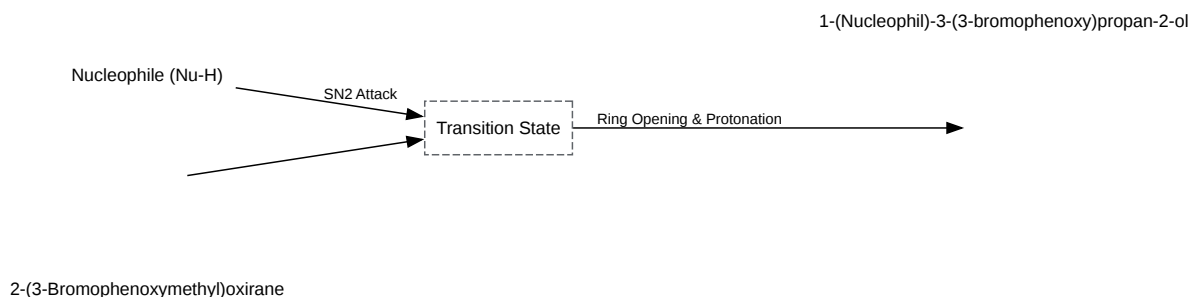 1-(Nucleophil)-3-(3-bromophenoxy)propan-2-ol
Nucleophile (Nu-H)
SN2 Attack
Transition State
Ring Opening & Protonation
2-(3-Bromophenoxymethyl)oxirane